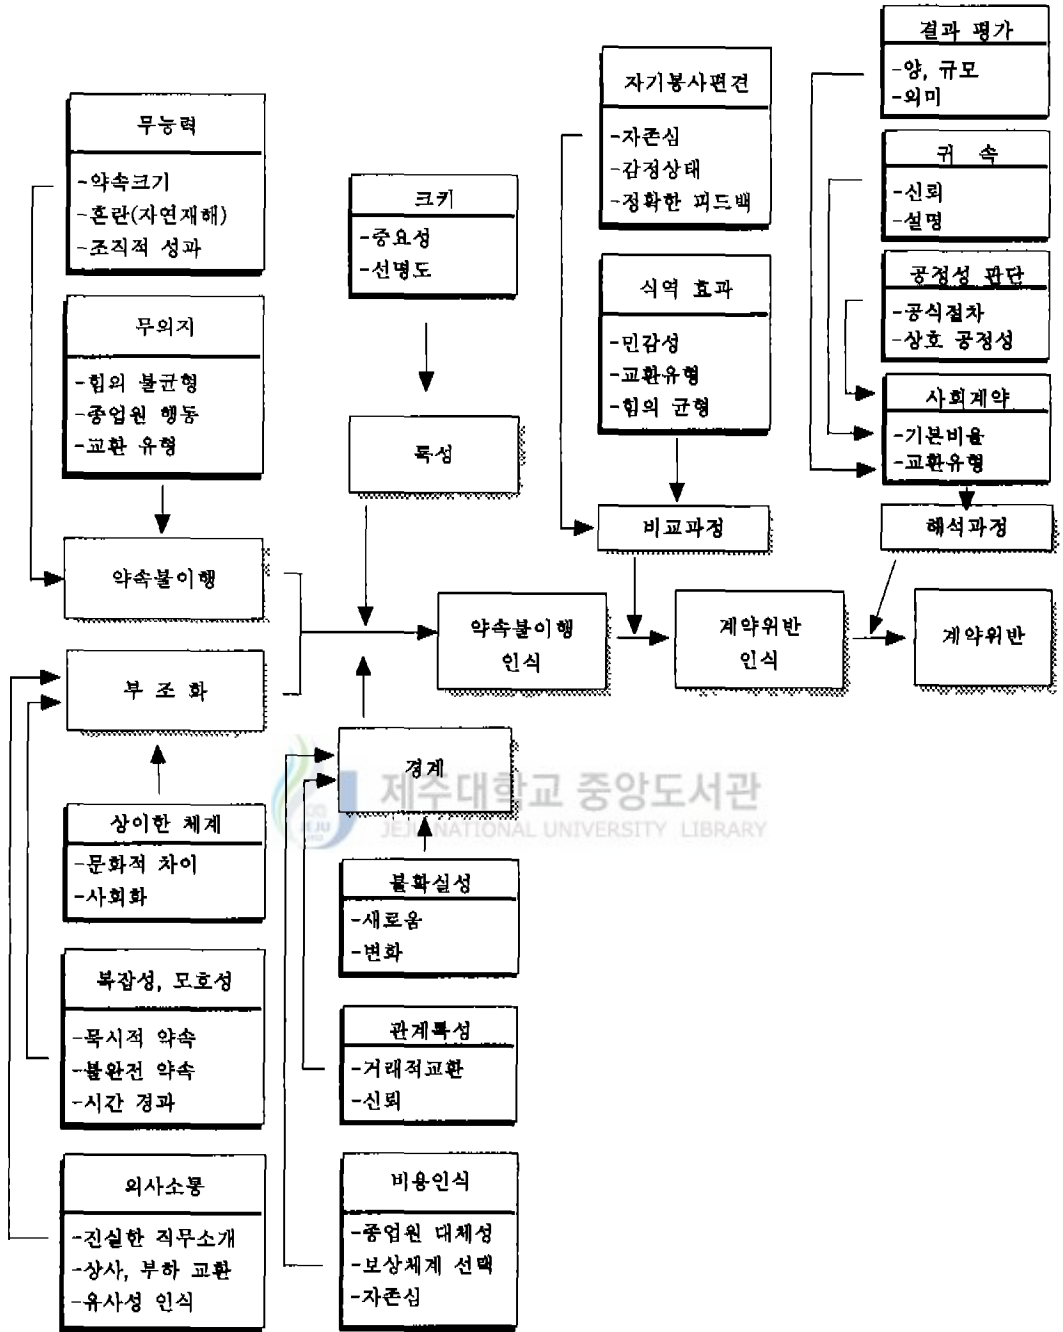 무능력
-약속크기
-혼란(자연재해)
-조직적 성과
무의지
-힘의 불균형
-종업원 행동
-교환 유형
약속불이행
부 조 화
상이한 체계
-문화적 차이
-사회화
복잡성, 모호성
-묵시적 약속
-불완전 약속
-시간 경과
의사소통
-진실한 직무소개
-상사, 부하 교환
-유사성 인식
크키
-중요성
-선명도
특성
경계
불확실성
-새로움
-변화
관계특성
-거래적교환
-신뢰
비용인식
-종업원 대체성
-보상체계 선택
-자존심
약속불이행
인식
자기봉사편견
-자존심
-감정상태
-정확한 피드백
식역 효과
-민감성
-교환유형
-힘의 균형
비교과정
계약위반
인식
결과 평가
-양, 규모
-의미
귀 속
-신뢰
-설명
공정성 판단
-공식절차
-상호 공정성
사회계약
-기본비율
-교환유형
해석과정
계약위반
제주대학교 중앙도서관
JEJU NATIONAL UNIVERSITY LIBRARY
JEJU
1952